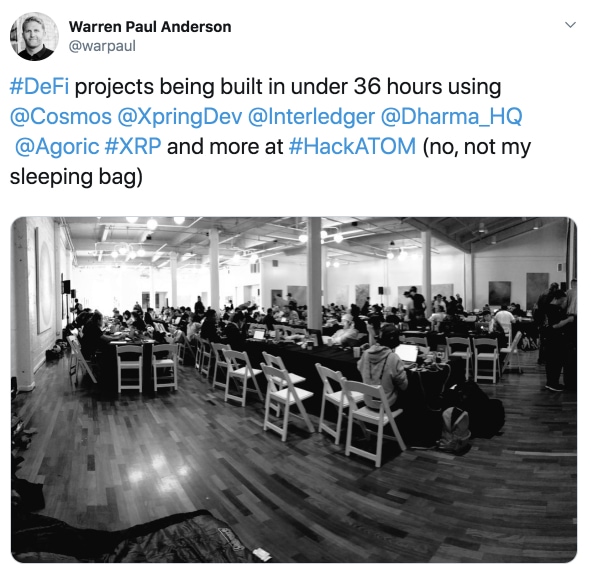 Warren Paul Anderson
@warpaul
#DeFi projects being built in under 36 hours using
@Cosmos @XpringDev @Interledger @Dharma_HQ
@Agoric #XRP and more at #HackATOM (no, not my
sleeping bag)